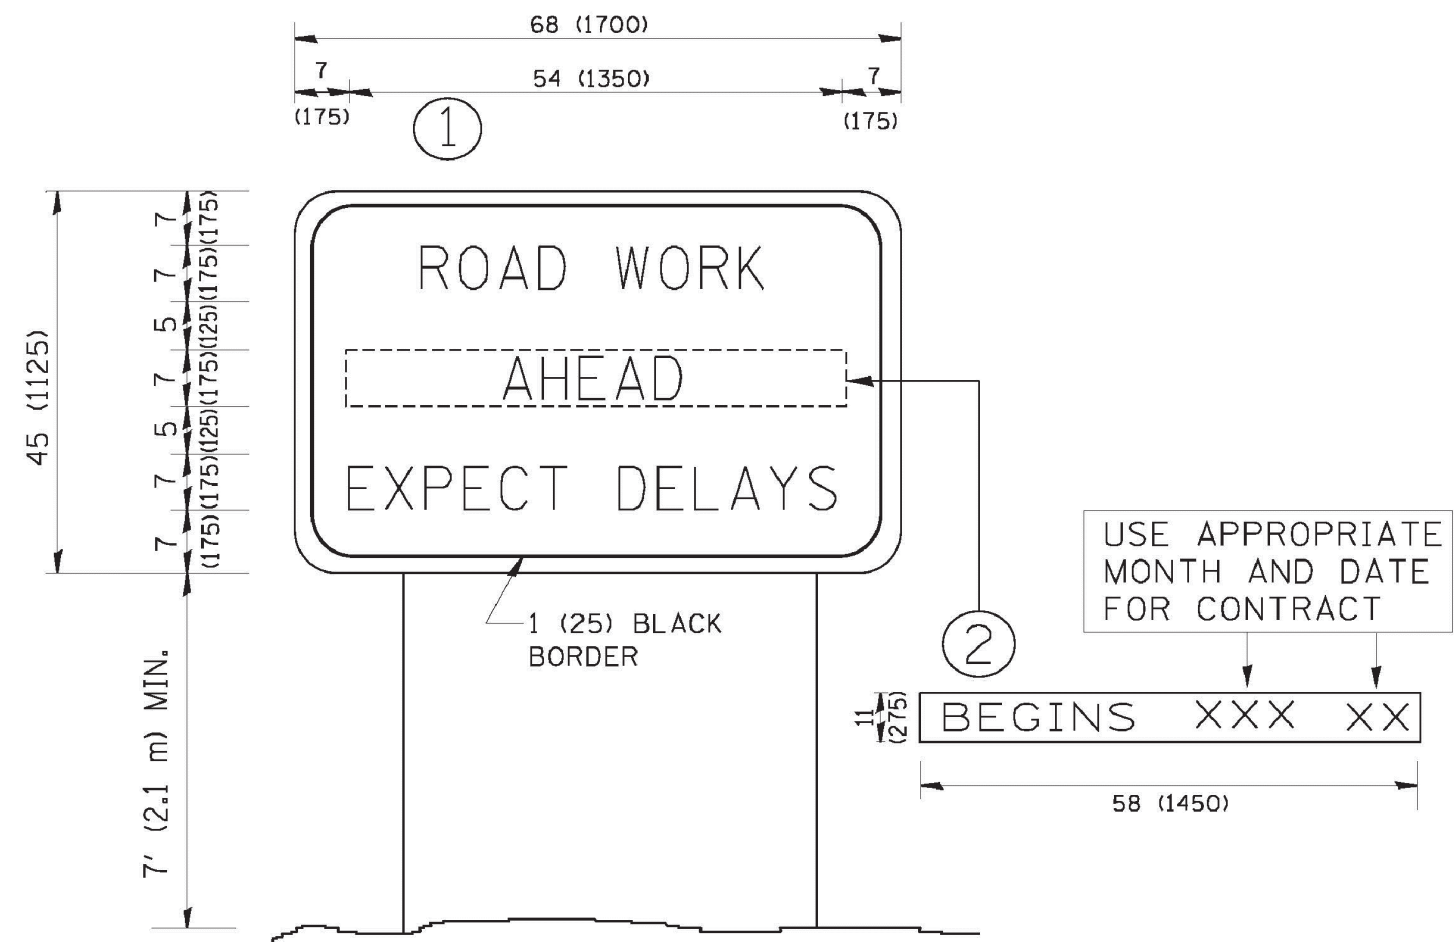 68 (1700)
7
54 (1350)
7
(175)
(175)
1
7 (175)
7 (175)
5 (125)
7 (175)
5 (125)
7 (175)
7 (175)
45 (1125)
ROAD WORK
AHEAD
EXPECT DELAYS
1 (25) BLACK
BORDER
7' (2.1 m) MIN.
2
USE APPROPRIATE
MONTH AND DATE
FOR CONTRACT
11
(275)
BEGINS XXX XX
58 (1450)